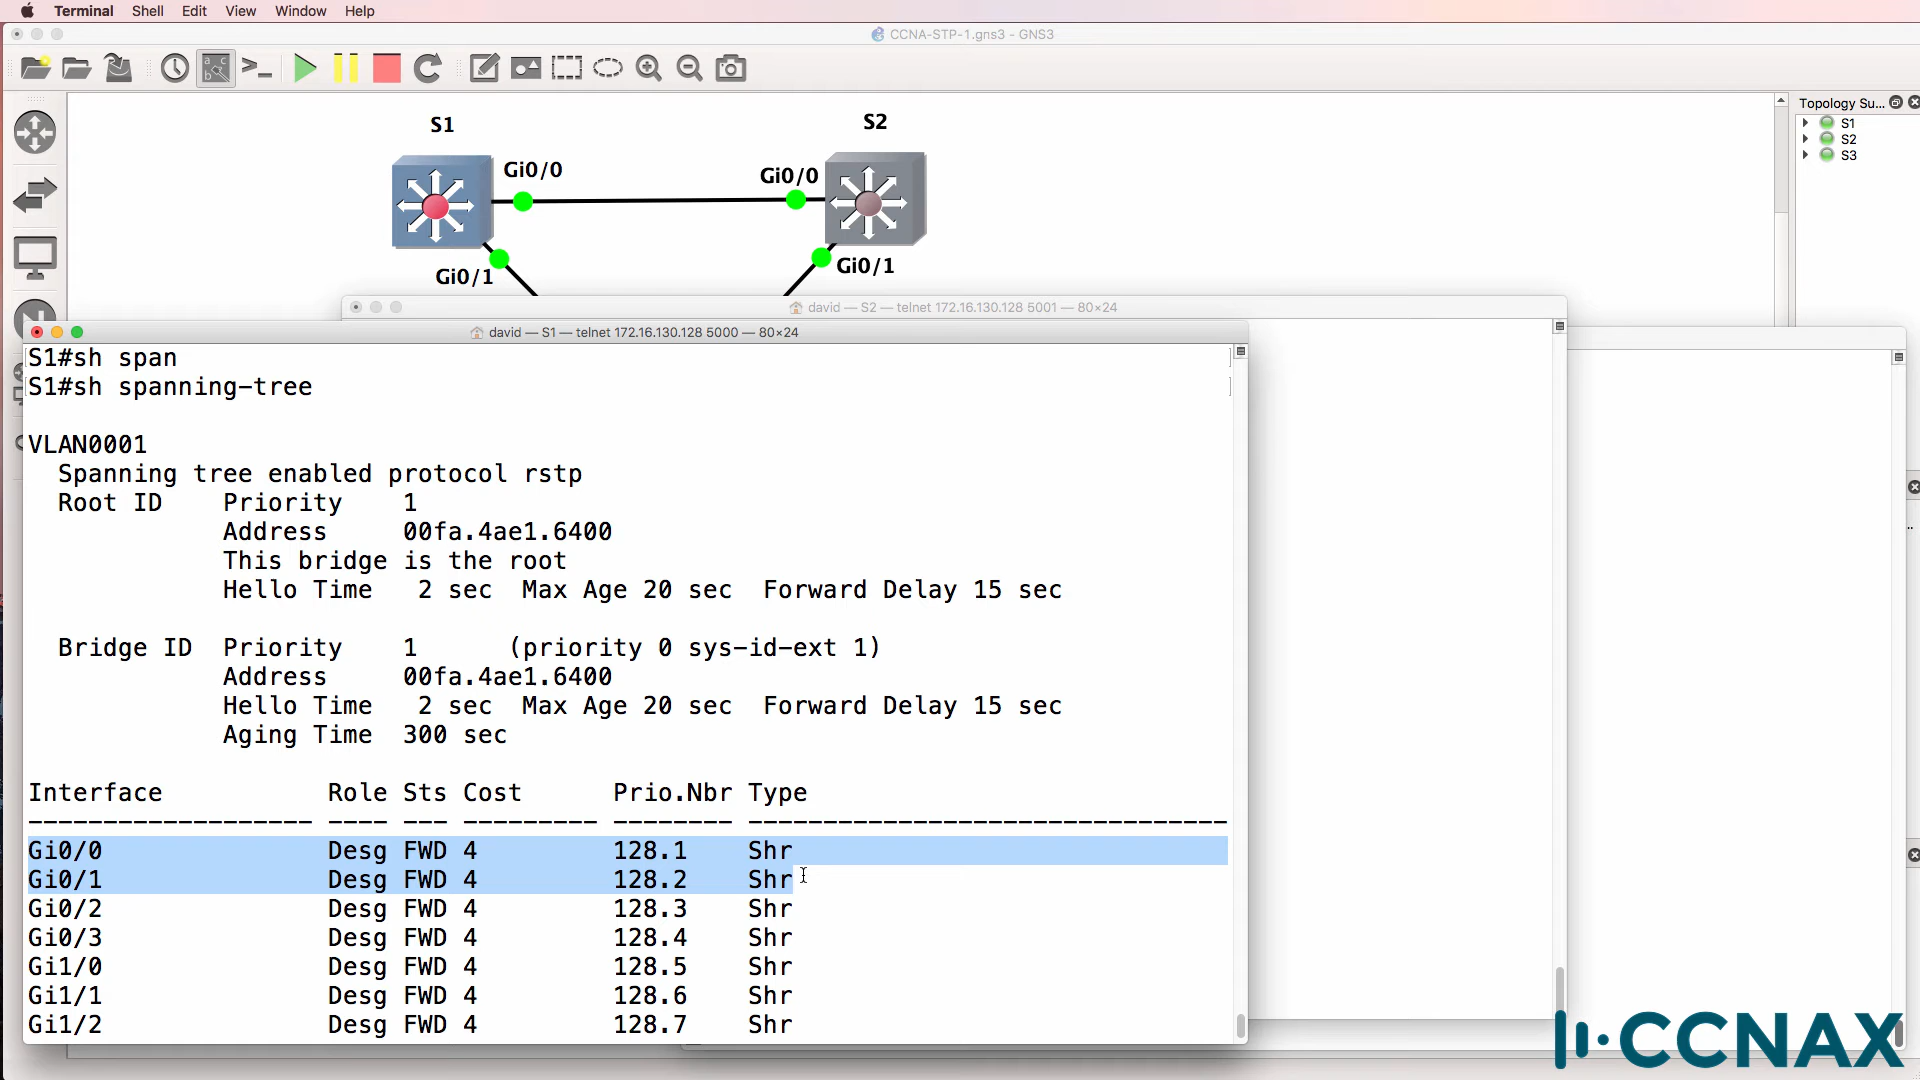 Terminal Shell Edit View Window Help
CCNA-STP-1.gns3 - GNS3
Topology Su...
S1
S2
S3
S1
S2
Gi0/0
Gi0/0
Gi0/1
Gi0/1
david — S2 — telnet 172.16.130.128 5001 — 80×24
david — S1 — telnet 172.16.130.128 5000 — 80×24
S1#sh span
S1#sh spanning-tree
VLAN0001
Spanning tree enabled protocol rstp
Root ID Priority 1
Address 00fa.4ae1.6400
This bridge is the root
Hello Time 2 sec Max Age 20 sec Forward Delay 15 sec
Bridge ID Priority 1 (priority 0 sys-id-ext 1)
Address 00fa.4ae1.6400
Hello Time 2 sec Max Age 20 sec Forward Delay 15 sec
Aging Time 300 sec
Interface Role Sts Cost Prio.Nbr Type
------------------- ---- --- --------- -------- --------------------------------
Gi0/0 Desg FWD 4 128.1 Shr
Gi0/1 Desg FWD 4 128.2 Shr
Gi0/2 Desg FWD 4 128.3 Shr
Gi0/3 Desg FWD 4 128.4 Shr
Gi1/0 Desg FWD 4 128.5 Shr
Gi1/1 Desg FWD 4 128.6 Shr
Gi1/2 Desg FWD 4 128.7 Shr
CCNAX